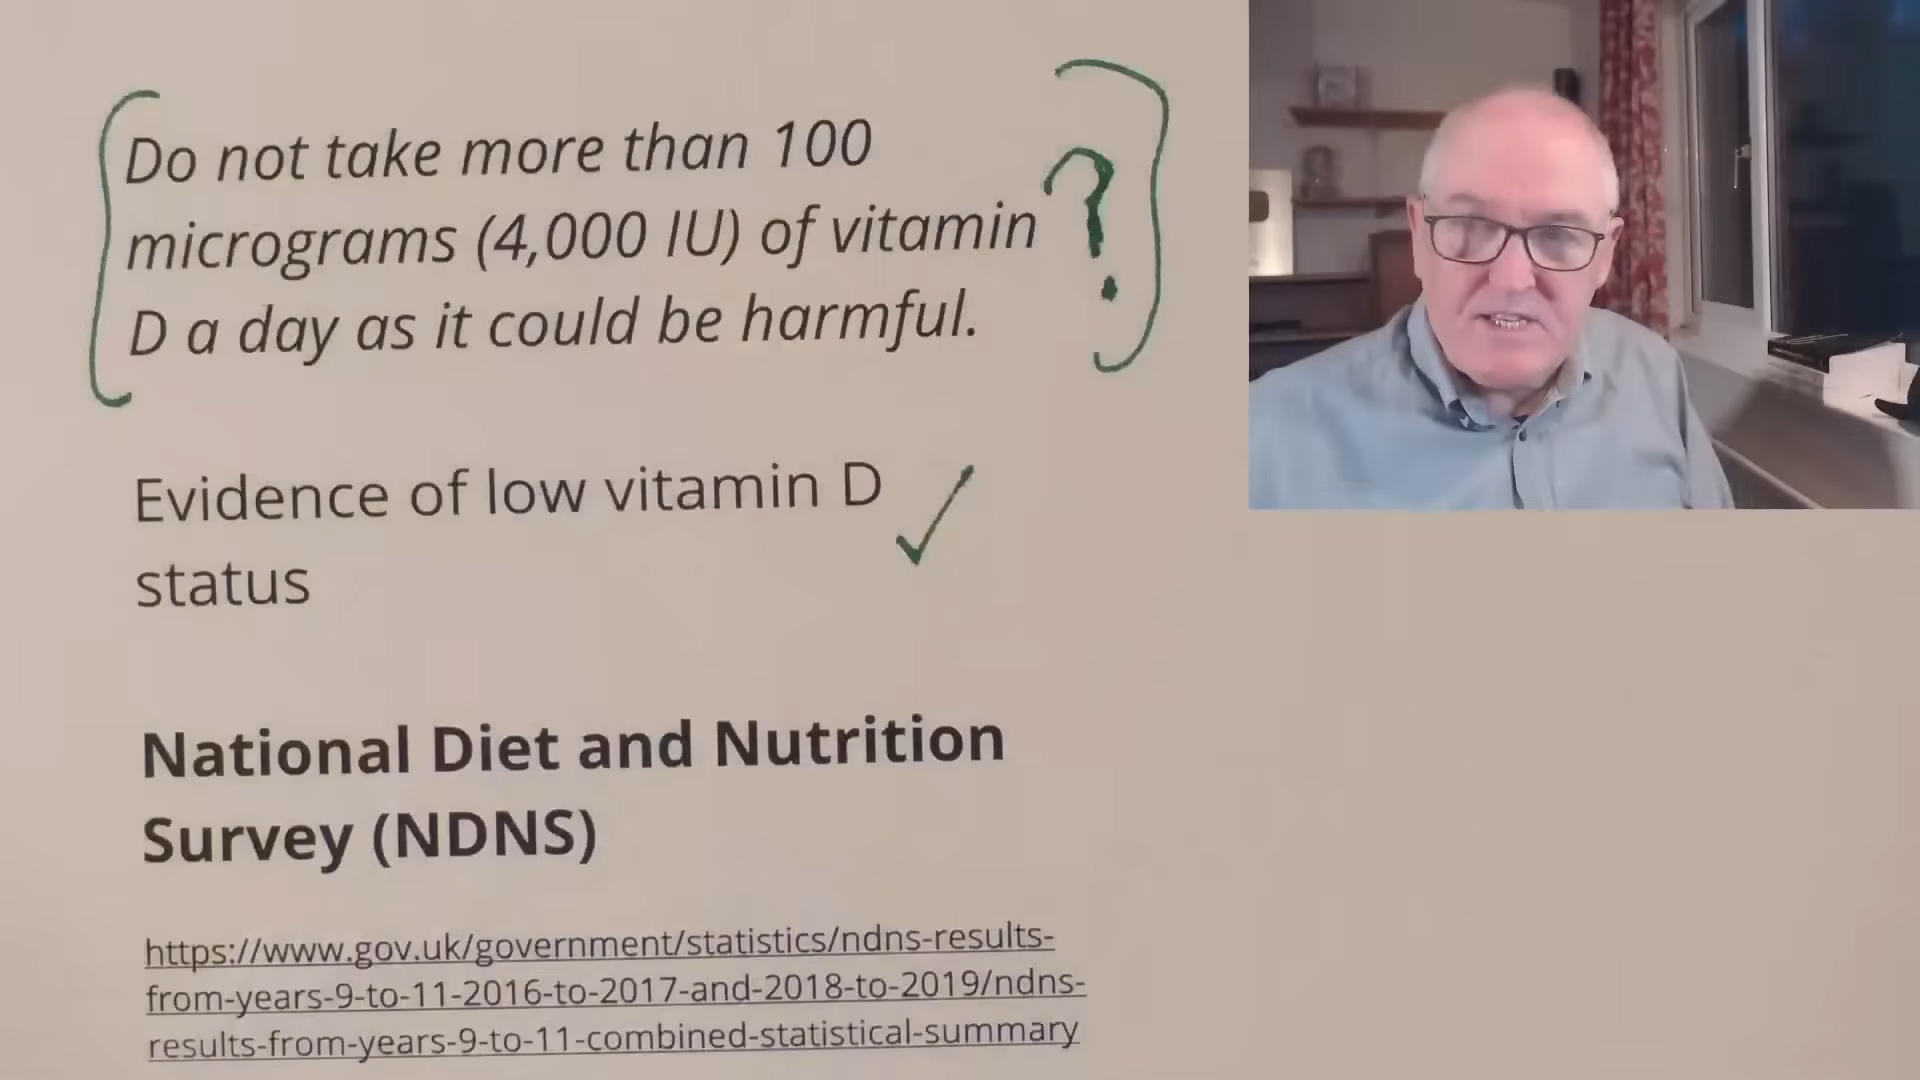 Do not take more than 100
micrograms (4,000 IU) of vitamin ?
D a day as it could be harmful.
Evidence of low vitamin D
status
National Diet and Nutrition
Survey (NDNS)
https://www.gov.uk/government/statistics/ndns-results-
from-years-9-to-11-2016-to-2017-and-2018-to-2019/ndns-
results-from-years-9-to-11-combined-statistical-summary